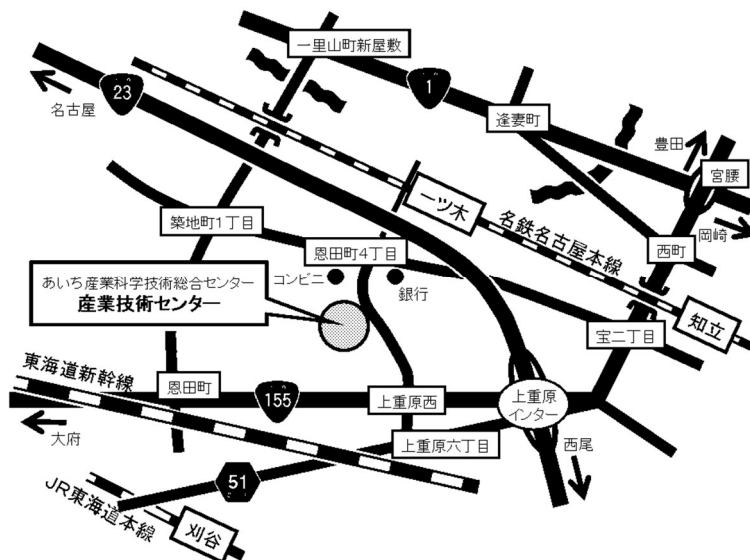 一里山町新屋敷
1
23
名古屋
逢妻町
豊田
宮腰
岡崎
一ツ木
名鉄名古屋本線
西町
築地町1丁目
恩田町4丁目
コンビニ
銀行
あいち産業科学技術総合センター
産業技術センター
知立
宝二丁目
東海道新幹線
恩田町
155
上重原西
上重原
インター
大府
上重原六丁目
西尾
51
JR東海道本線
刈谷